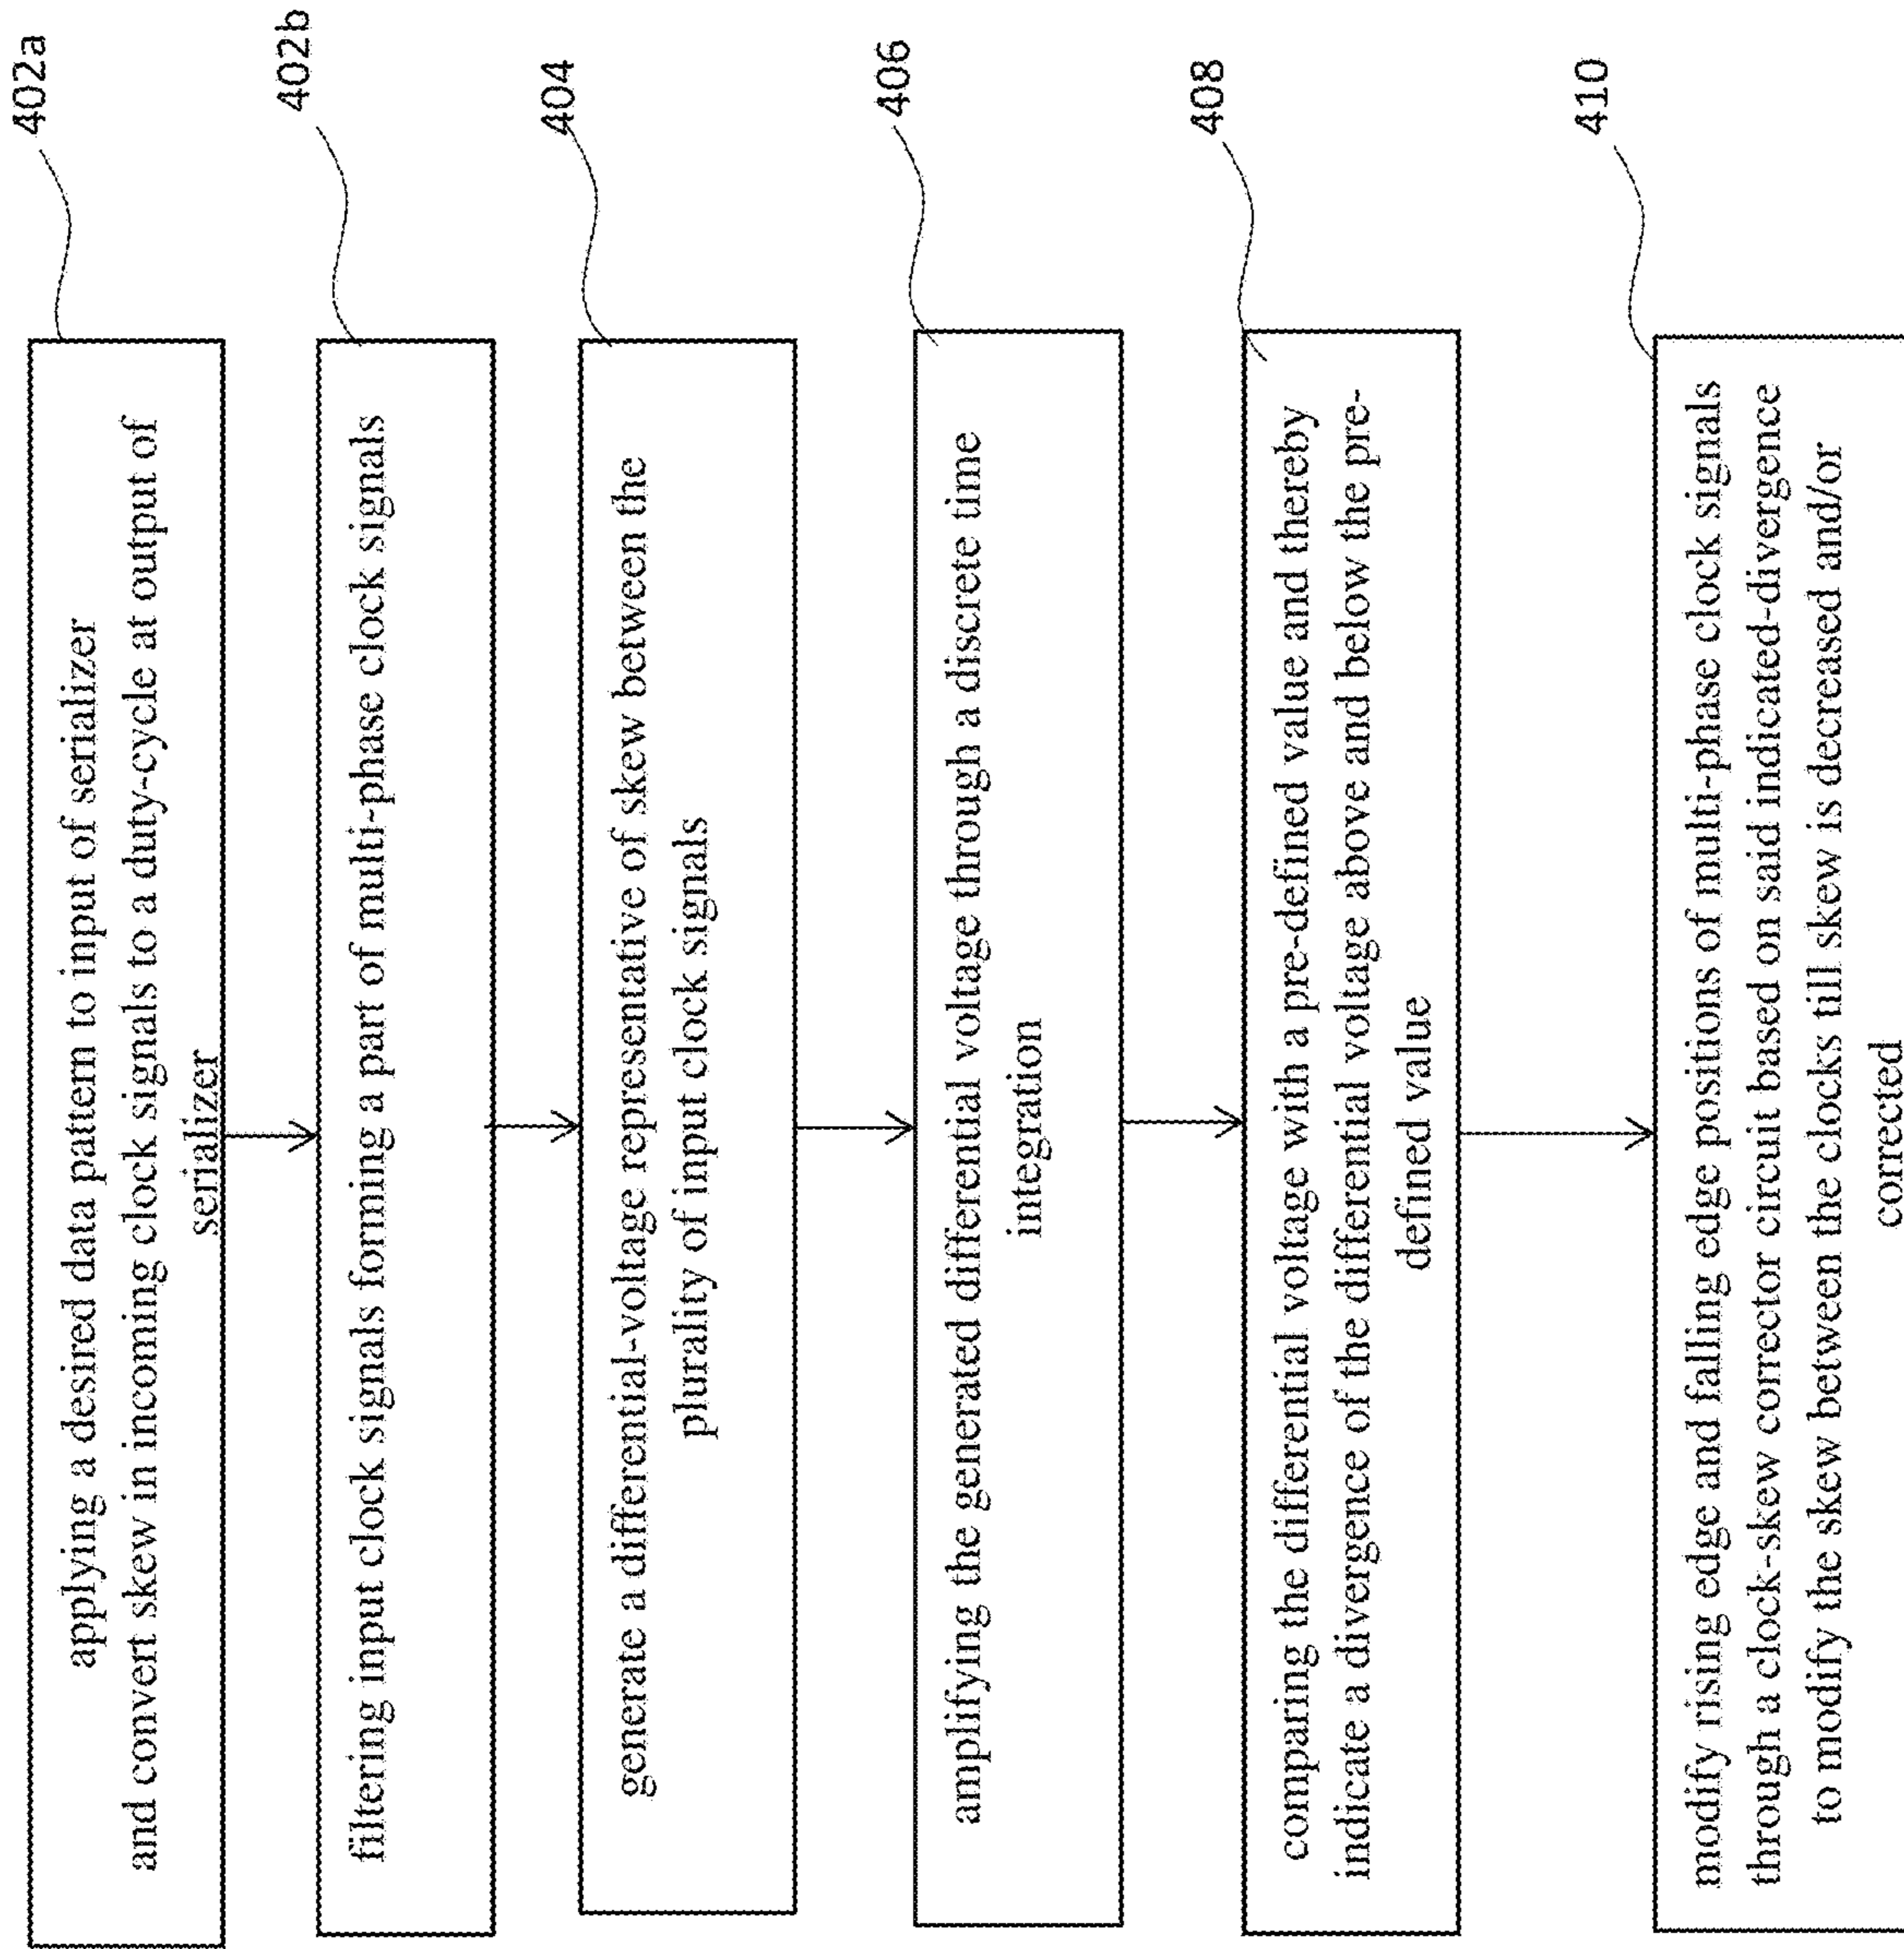 402a
applying a desired data pattern to input of serializer
and convert skew in incoming clock signals to a duty-cycle at output of
serializer
402b
filtering input clock signals forming a part of multi-phase clock signals
404
generate a differential-voltage representative of skew between the
plurality of input clock signals
406
amplifying the generated differential voltage through a discrete time
integration
408
comparing the differential voltage with a pre-defined value and thereby
indicate a divergence of the differential voltage above and below the pre-
defined value
410
modify rising edge and falling edge positions of multi-phase clock signals
through a clock-skew corrector circuit based on said indicated-divergence
to modify the skew between the clocks till skew is decreased and/or
corrected